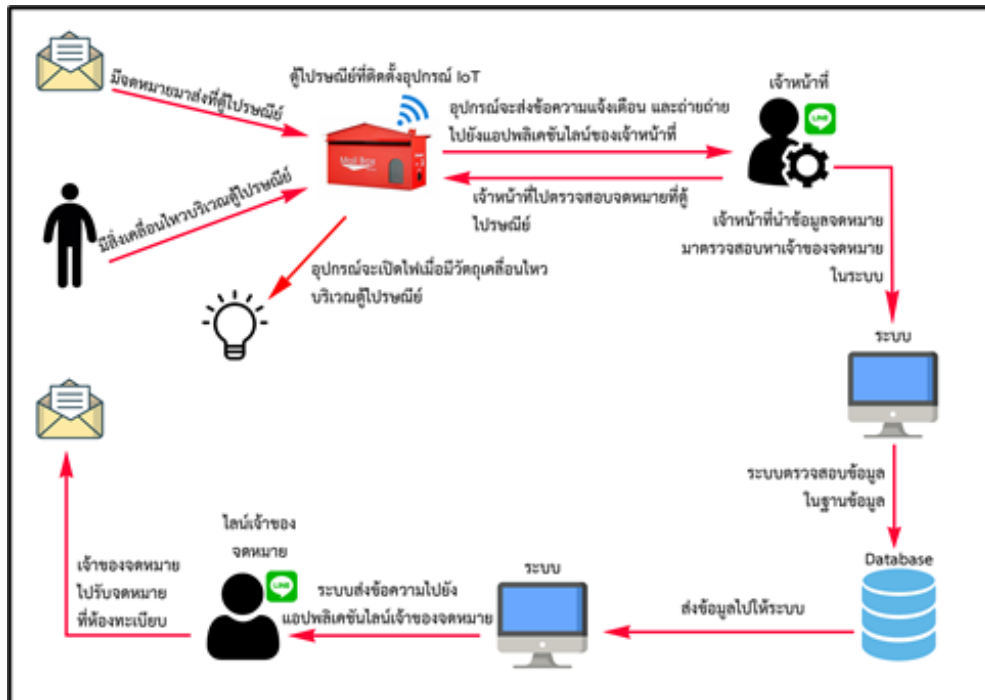 มีจดหมายมาส่งที่ตู้ไปรษณีย์
ตู้ไปรษณีย์ที่ติดตั้งอุปกรณ์ IoT
เจ้าหน้าที่
LINE
อุปกรณ์จะส่งข้อความแจ้งเตือน และถ่ายถ่าย
ไปยังแอปพลิเคชันไลน์ของเจ้าหน้าที่
Mail Box
มีสิ่งเคลื่อนไหวบริเวณตู้ไปรษณีย์
เจ้าหน้าที่ไปตรวจสอบจดหมายที่ตู้
ไปรษณีย์
เจ้าหน้าที่นำข้อมูลจดหมาย
มาตรวจสอบหาเจ้าของจดหมาย
ในระบบ
อุปกรณ์จะเปิดไฟเมื่อมีวัตถุเคลื่อนไหว
บริเวณตู้ไปรษณีย์
ระบบ
ระบบตรวจสอบข้อมูล
ในฐานข้อมูล
Database
ส่งข้อมูลไปให้ระบบ
ระบบ
ระบบส่งข้อความไปยัง
แอปพลิเคชันไลน์เจ้าของจดหมาย
ไลน์เจ้าของ
จดหมาย
LINE
เจ้าของจดหมาย
ไปรับจดหมาย
ที่ห้องทะเบียน